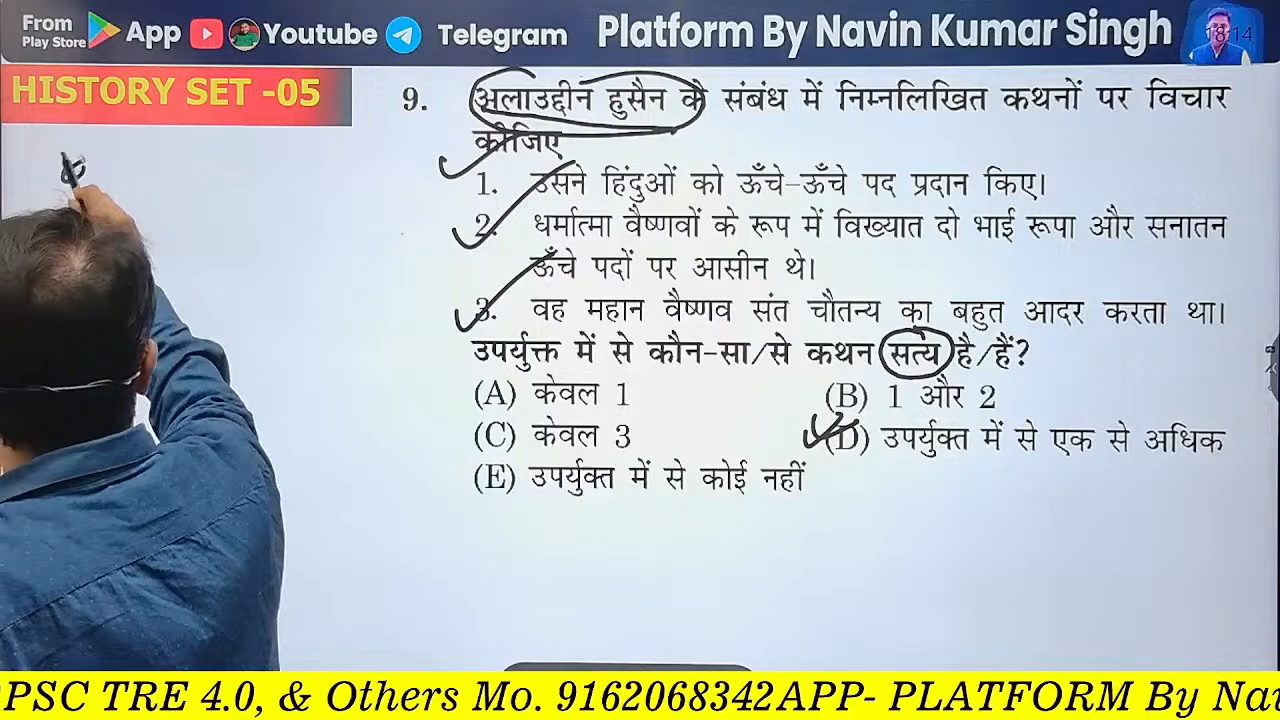 From
Play Store
App
Youtube
Telegram
Platform By Navin Kumar Singh
18:14
HISTORY SET -05
9. अलाउद्दीन हुसैन के संबंध में निम्नलिखित कथनों पर विचार
कीजिए
1. उसने हिंदुओं को ऊँचे-ऊँचे पद प्रदान किए।
2. धर्मात्मा वैष्णवों के रूप में विख्यात दो भाई रूपा और सनातन
ऊँचे पदों पर आसीन थे।
3. वह महान वैष्णव संत चौतन्य का बहुत आदर करता था।
उपर्युक्त में से कौन-सा/से कथन सत्य है/हैं?
(A) केवल 1
(B) 1 और 2
(C) केवल 3
(D) उपर्युक्त में से एक से अधिक
(E) उपर्युक्त में से कोई नहीं
PSC TRE 4.0, & Others Mo. 9162068342APP- PLATFORM By Nav